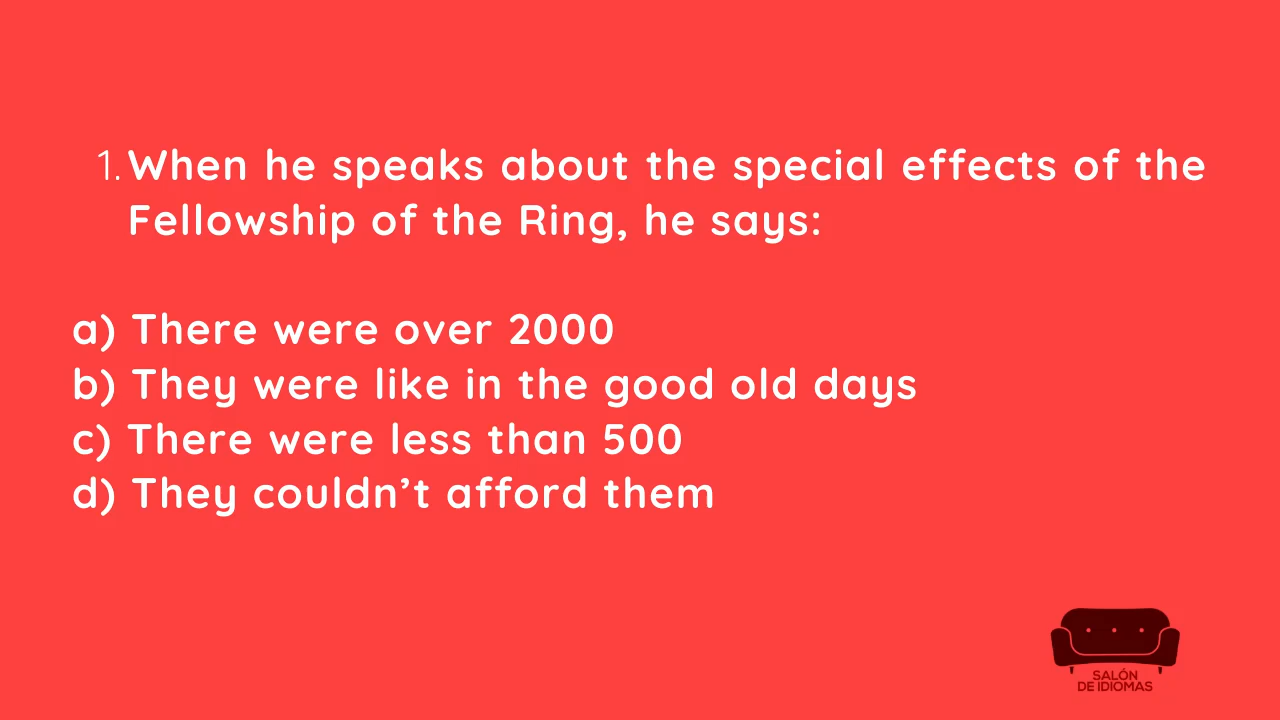 1. When he speaks about the special effects of the
Fellowship of the Ring, he says:
a) There were over 2000
b) They were like in the good old days
c) There were less than 500
d) They couldn’t afford them
SALÓN
DE IDIOMAS